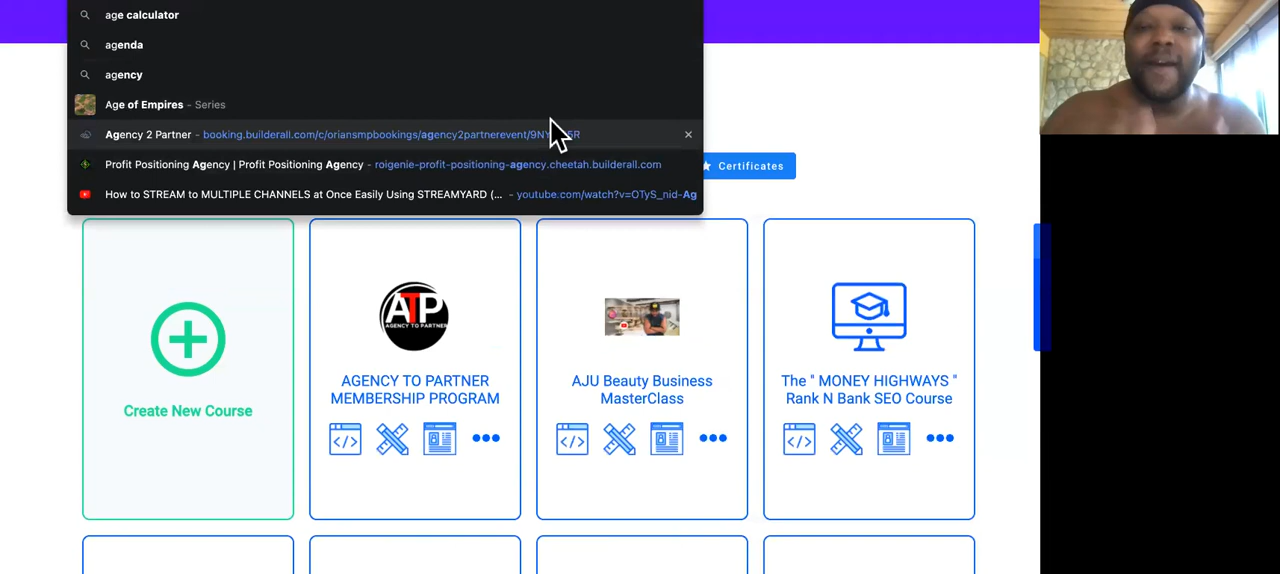 age calculator
agenda
agency
Age of Empires - Series
Agency 2 Partner - booking.builderall.com/c/oriansmpbookings/agency2partnerevent/9NY
Profit Positioning Agency | Profit Positioning Agency - roigenie-profit-positioning-agency.cheetah.builderall.com
How to STREAM to MULTIPLE CHANNELS at Once Easily Using STREAMYARD (... - youtube.com/watch?v=OTyS_nid-Ag
Certificates
Create New Course
ATP
AGENCY TO PARTNER
AGENCY TO PARTNER
MEMBERSHIP PROGRAM
AJU Beauty Business
MasterClass
The " MONEY HIGHWAYS "
Rank N Bank SEO Course